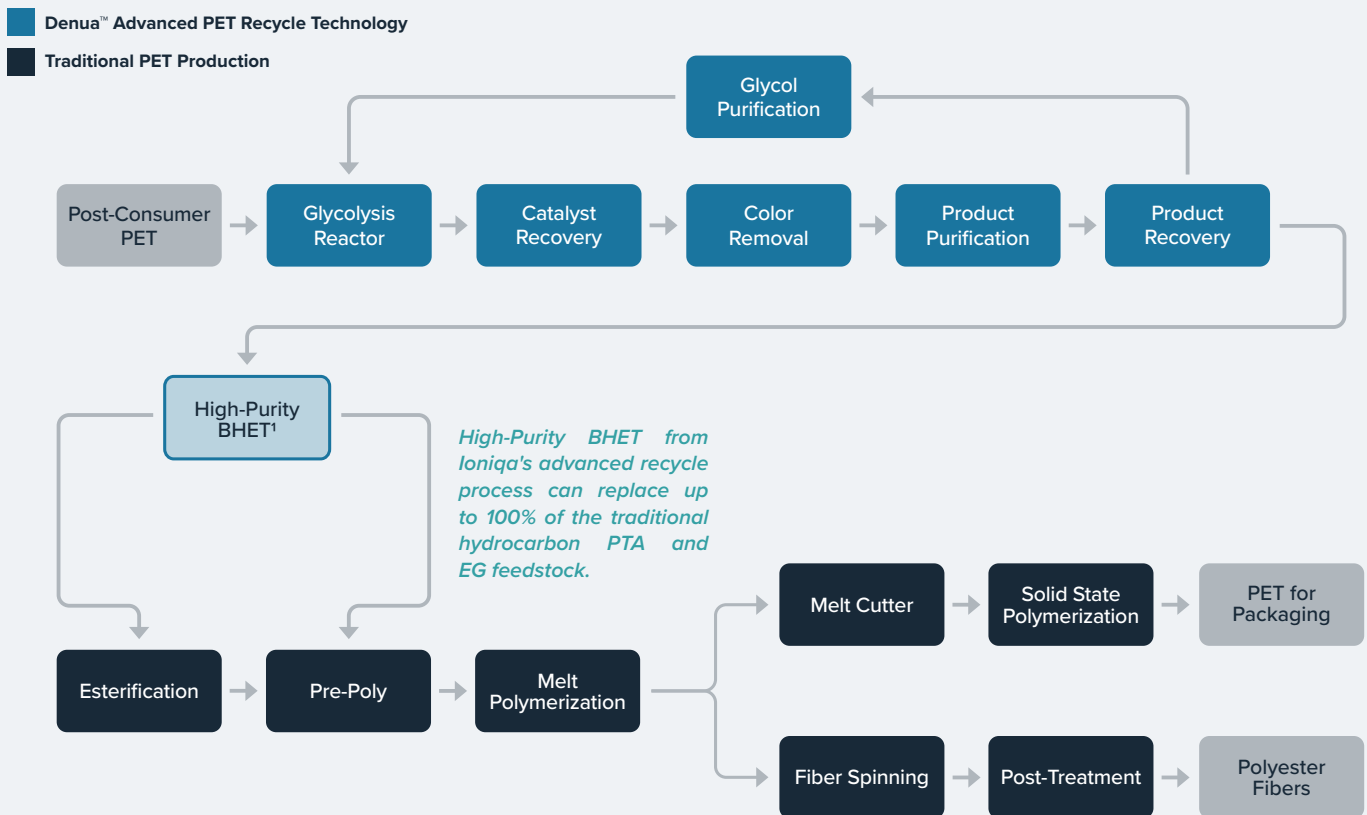 Denua™ Advanced PET Recycle Technology
Traditional PET Production
Glycol
Purification
Post-Consumer
PET
Glycolysis
Reactor
Catalyst
Recovery
Color
Removal
Product
Purification
Product
Recovery
High-Purity
BHET¹
High-Purity BHET from
Ioniqa's advanced recycle
process can replace up
to 100% of the traditional
hydrocarbon PTA and
EG feedstock.
Esterification
Pre-Poly
Melt
Polymerization
Melt Cutter
Solid State
Polymerization
PET for
Packaging
Fiber Spinning
Post-Treatment
Polyester
Fibers